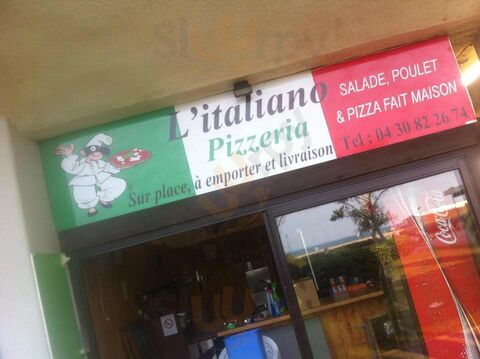 L'italiano
Pizzeria
Sur place, à emporter et livraison
SALADE, POULET
& PIZZA FAIT MAISON
Tel : 04 30 82 26 74
Coca-Cola